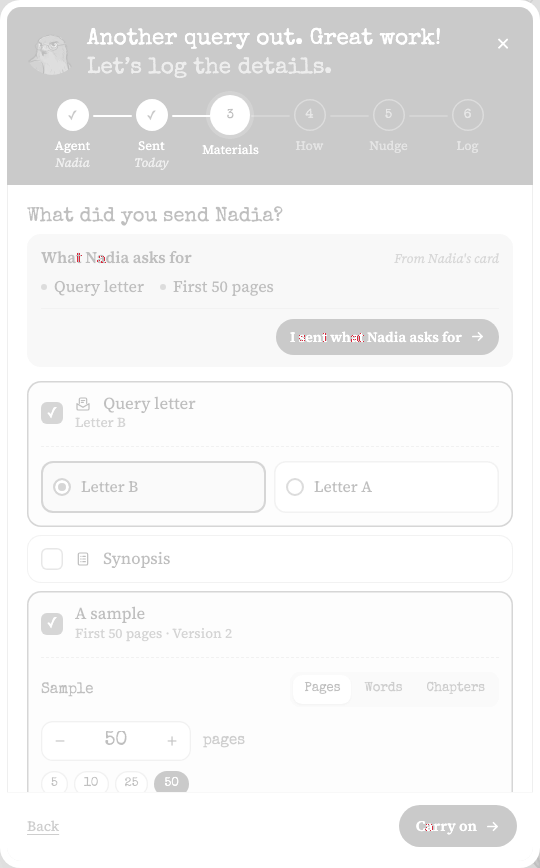 Another query out. Great work!
Let's log the details.
✓ ✓ 3 4 5 6
Agent Sent Materials How Nudge Log
Nadia Today
What did you send Nadia?
What Nadia asks for From Nadia's card
Query letter First 50 pages
I sent what Nadia asks for →
Query letter
Letter B
Letter B Letter A
Synopsis
A sample
First 50 pages · Version 2
Sample Pages Words Chapters
− 50 + pages
5 10 25 50
Back Carry on →